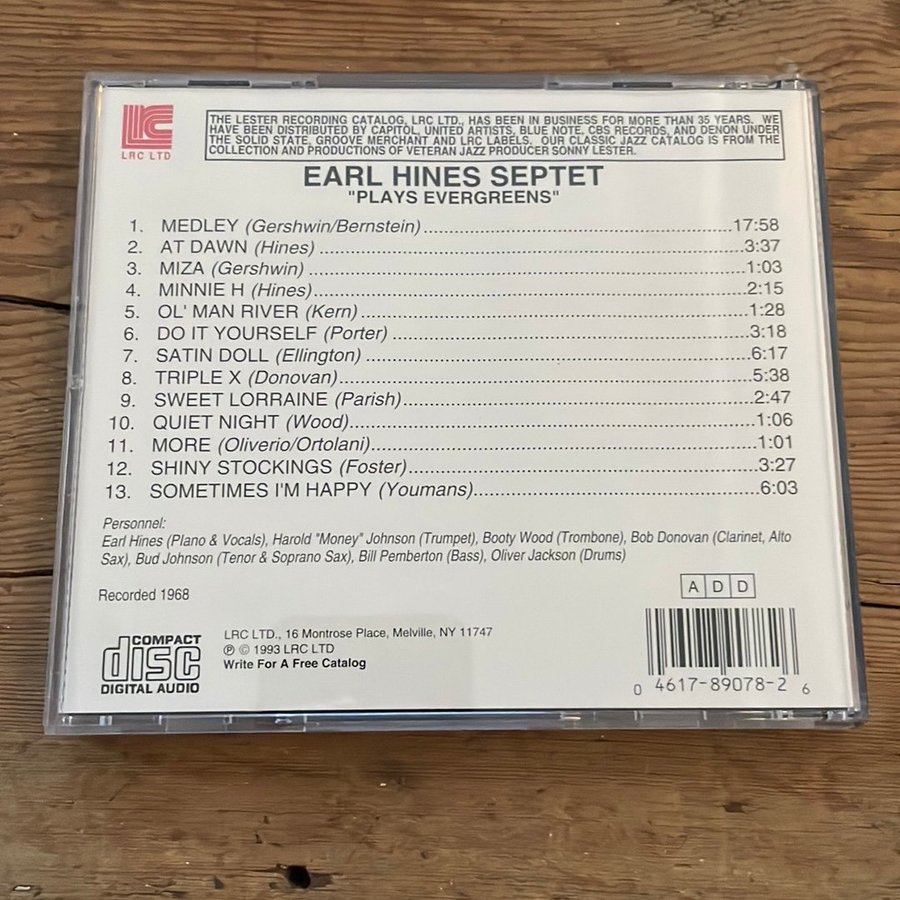 LRC LTD
THE LESTER RECORDING CATALOG, LRC LTD., HAS BEEN IN BUSINESS FOR MORE THAN 35 YEARS. WE
HAVE BEEN DISTRIBUTED BY CAPITOL, UNITED ARTISTS, BLUE NOTE, CBS RECORDS, AND DENON UNDER
THE SOLID STATE, GROOVE MERCHANT AND LRC LABELS. OUR CLASSIC JAZZ CATALOG IS FROM THE
COLLECTION AND PRODUCTIONS OF VETERAN JAZZ PRODUCER SONNY LESTER.
EARL HINES SEPTET
"PLAYS EVERGREENS"
1. MEDLEY (Gershwin/Bernstein) 17:58
2. AT DAWN (Hines) 3:37
3. MIZA (Gershwin) 1:03
4. MINNIE H (Hines) 2:15
5. OL' MAN RIVER (Kern) 1:28
6. DO IT YOURSELF (Porter) 3:18
7. SATIN DOLL (Ellington) 6:17
8. TRIPLE X (Donovan) 5:38
9. SWEET LORRAINE (Parish) 2:47
10. QUIET NIGHT (Wood) 1:06
11. MORE (Oliverio/Ortolani) 1:01
12. SHINY STOCKINGS (Foster) 3:27
13. SOMETIMES I'M HAPPY (Youmans) 6:03
Personnel:
Earl Hines (Plano & Vocals), Harold "Money" Johnson (Trumpet), Booty Wood (Trombone), Bob Donovan (Clarinet, Alto
Sax), Bud Johnson (Tenor & Soprano Sax), Bill Pemberton (Bass), Oliver Jackson (Drums)
Recorded 1968
ADD
COMPACT
disc
DIGITAL AUDIO
LRC LTD., 16 Montrose Place, Melville, NY 11747
℗ © 1993 LRC LTD
Write For A Free Catalog
0 4617-89078-2 6